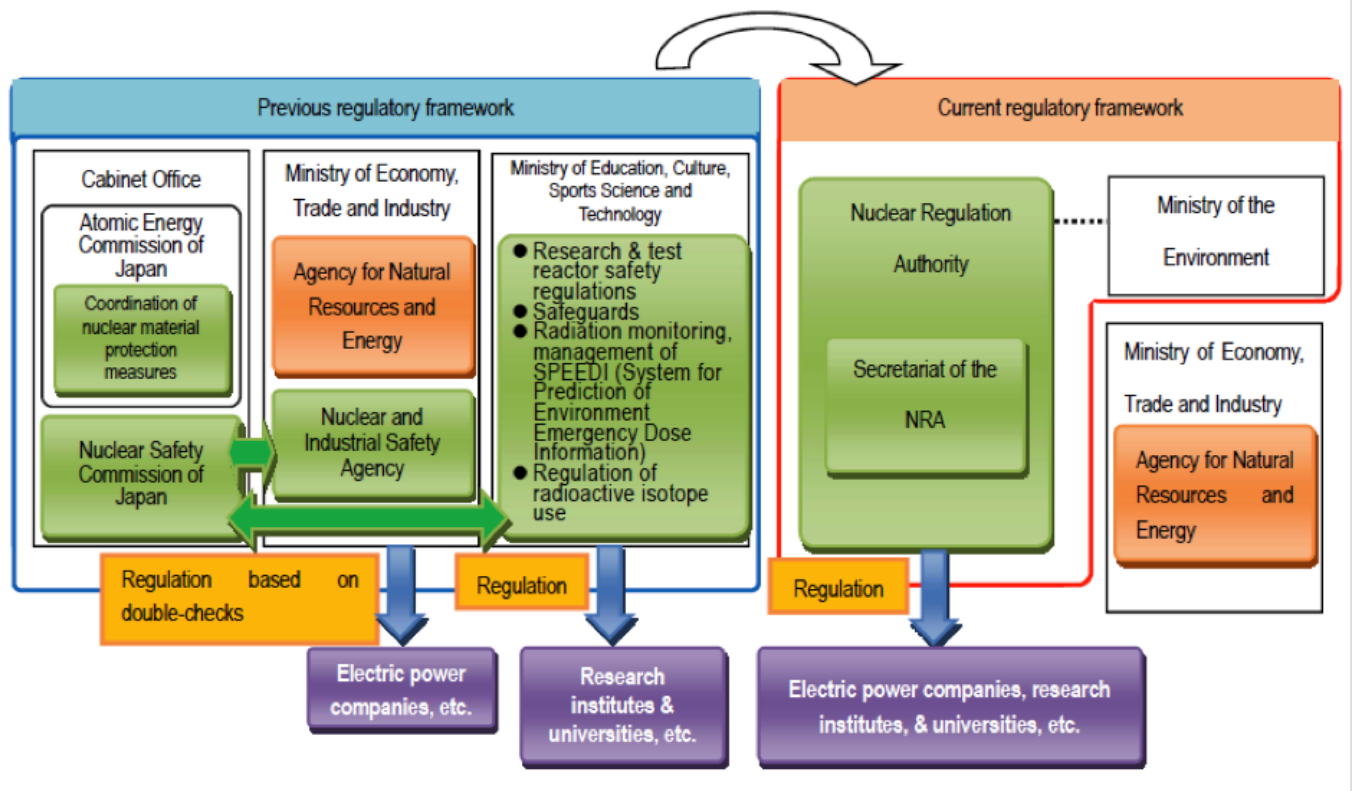 Previous regulatory framework
Cabinet Office
Atomic Energy
Commission of
Japan
Coordination of
nuclear material
protection
measures
Nuclear Safety
Commission of
Japan
Ministry of Economy,
Trade and Industry
Agency for Natural
Resources and
Energy
Nuclear and
Industrial Safety
Agency
Ministry of Education, Culture,
Sports Science and
Technology
● Research & test
reactor safety
regulations
● Safeguards
● Radiation monitoring,
management of
SPEEDI (System for
Prediction of
Environment
Emergency Dose
Information)
● Regulation of
radioactive isotope
use
Regulation based on
double-checks
Regulation
Electric power
companies, etc.
Research
institutes &
universities, etc.
Current regulatory framework
Nuclear Regulation
Authority
Secretariat of the
NRA
Ministry of the
Environment
Ministry of Economy,
Trade and Industry
Agency for Natural
Resources and
Energy
Regulation
Electric power companies, research
institutes, & universities, etc.